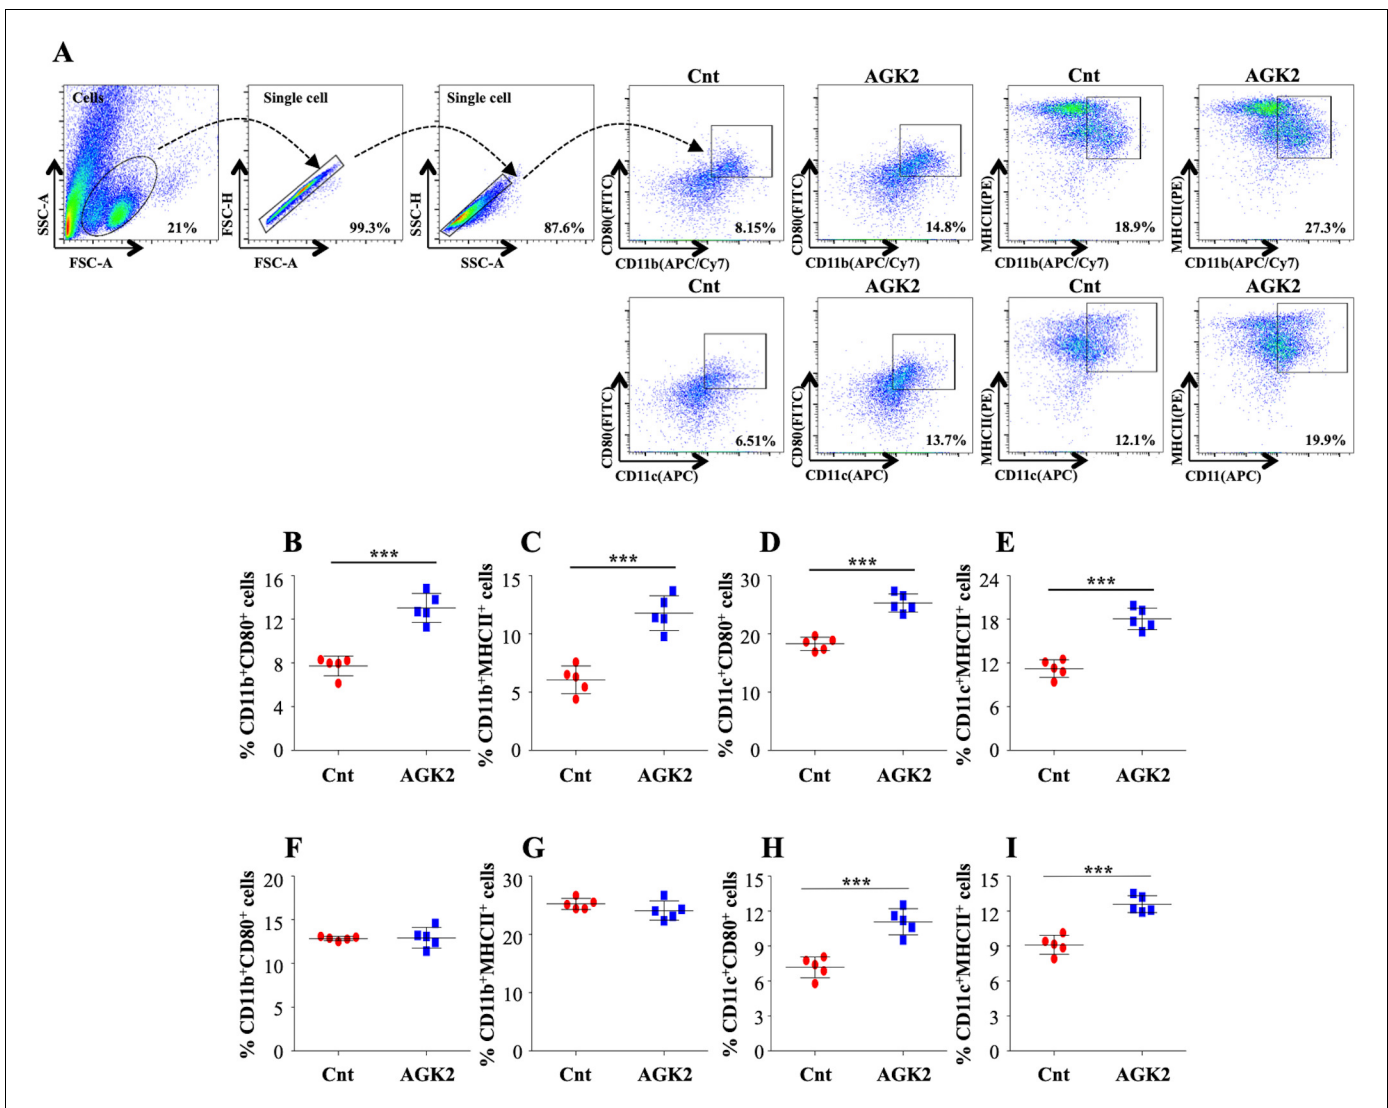 A
Cnt AGK2 Cnt AGK2
Cells Single cell Single cell
SSC-A FSC-H SSC-H CD80(FITC) CD80(FITC) MHCII(PE) MHCII(PE)
21% 99.3% 87.6% 8.15% 14.8% 18.9% 27.3%
FSC-A FSC-A SSC-A CD11b(APC/Cy7) CD11b(APC/Cy7) CD11b(APC/Cy7) CD11b(APC/Cy7)
Cnt AGK2 Cnt AGK2
CD80(FITC) CD80(FITC) MHCII(PE) MHCII(PE)
6.51% 13.7% 12.1% 19.9%
CD11c(APC) CD11c(APC) CD11c(APC) CD11(APC)
B
***
% CD11b+CD80+ cells
16
12
8
4
0
Cnt AGK2
C
***
% CD11b+MHCII+ cells
15
10
5
0
Cnt AGK2
D
***
% CD11c+CD80+ cells
30
20
10
0
Cnt AGK2
E
***
% CD11c+MHCII+ cells
24
18
12
6
0
Cnt AGK2
F
% CD11b+CD80+ cells
20
15
10
5
0
Cnt AGK2
G
% CD11b+MHCII+ cells
30
20
10
0
Cnt AGK2
H
***
% CD11c+CD80+ cells
15
12
9
6
3
0
Cnt AGK2
I
***
% CD11c+MHCII+ cells
15
12
9
6
3
0
Cnt AGK2